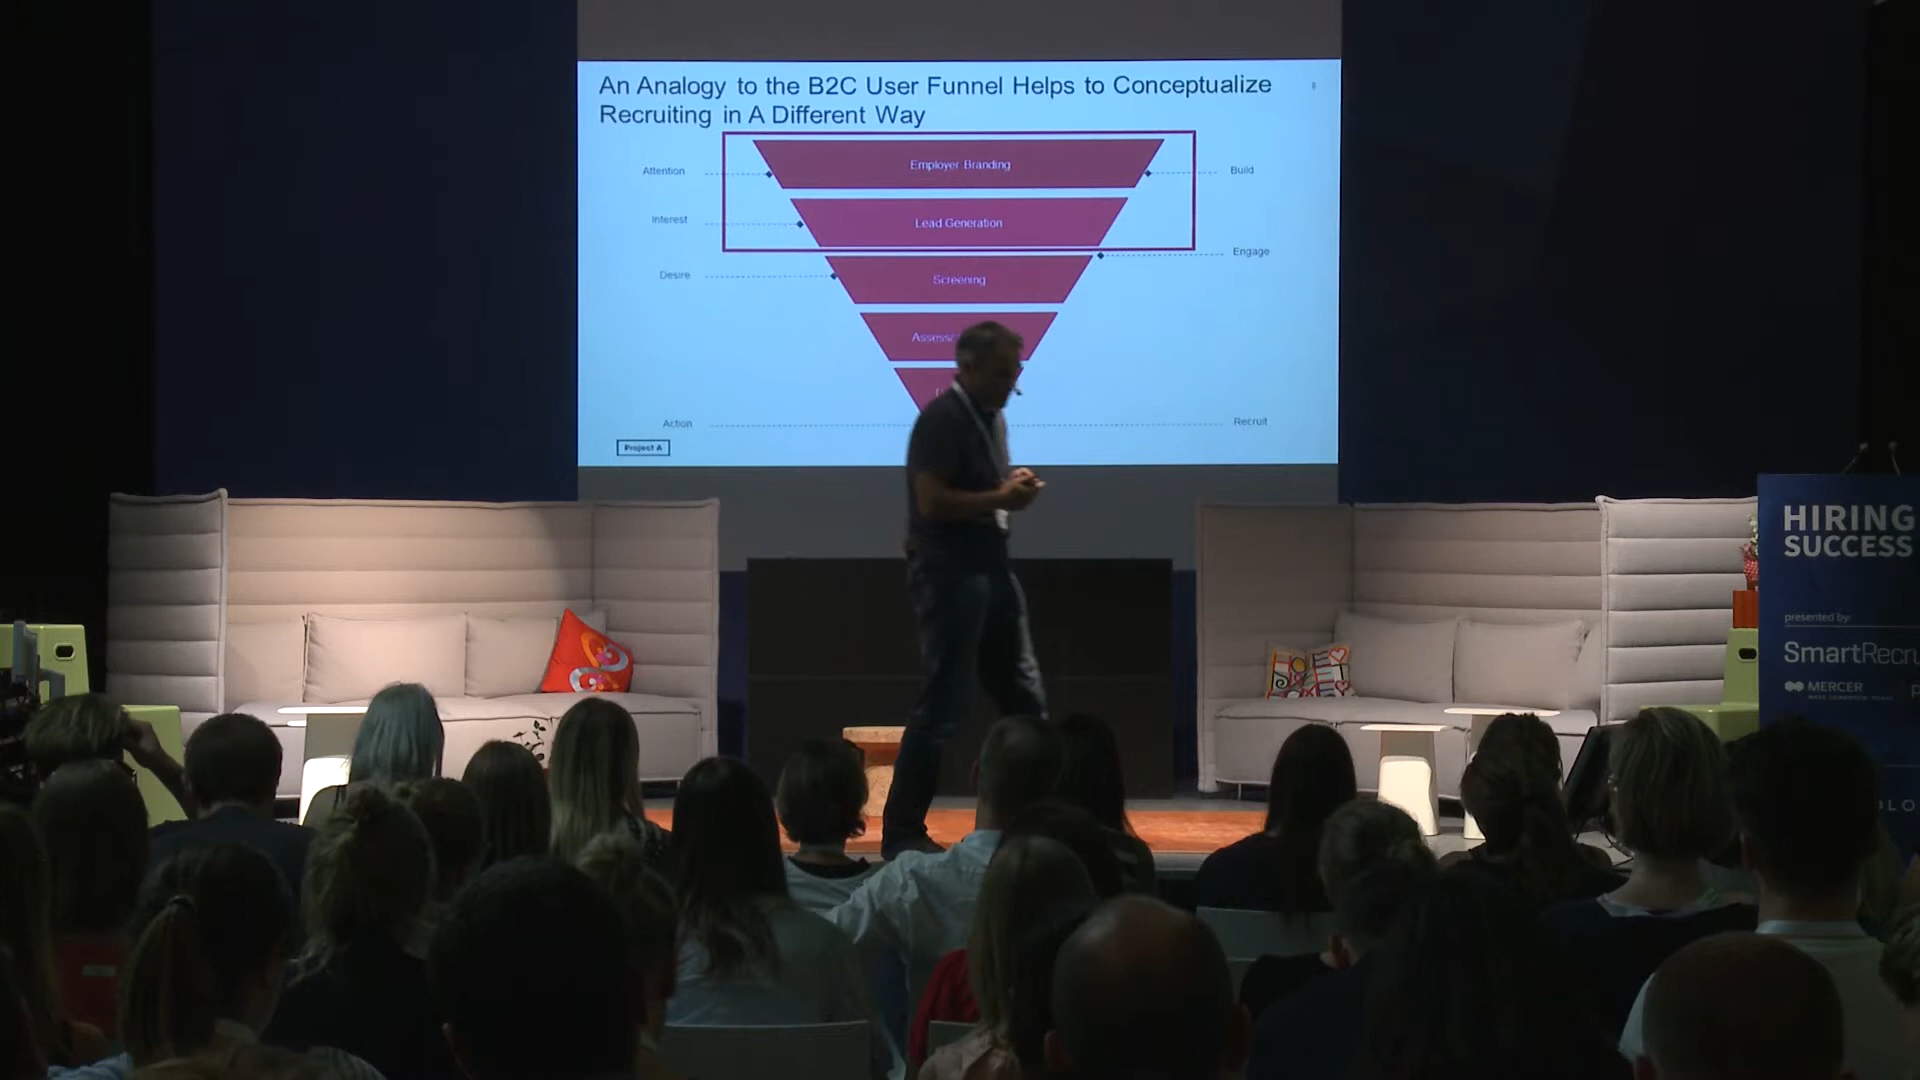 An Analogy to the B2C User Funnel Helps to Conceptualize
Recruiting in A Different Way
Attention
Employer Branding
Build
Interest
Lead Generation
Engage
Desire
Screening
Action
Recruit
Project A
HIRING
SUCCESS
presented by:
SmartRecru
MERCER